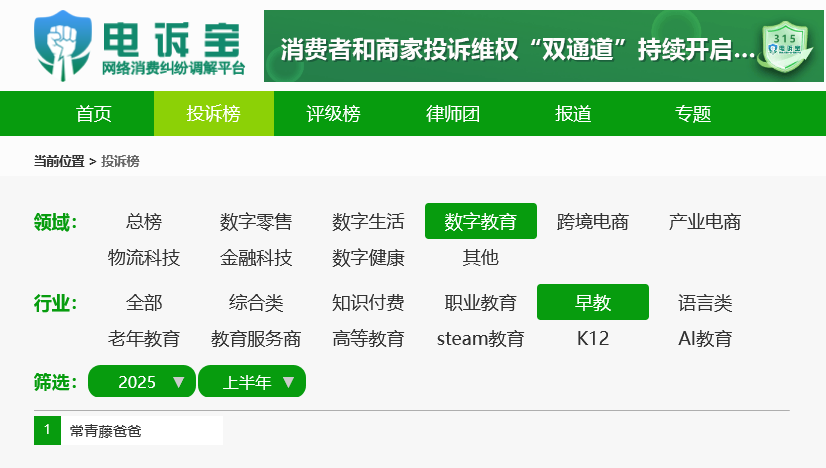 电诉宝
网络消费纠纷调解平台
消费者和商家投诉维权“双通道”持续开启...
315
电诉宝
首页 投诉榜 评级榜 律师团 报道 专题
当前位置 > 投诉榜
领域: 总榜 数字零售 数字生活 数字教育 跨境电商 产业电商
物流科技 金融科技 数字健康 其他
行业: 全部 综合类 知识付费 职业教育 早教 语言类
老年教育 教育服务商 高等教育 steam教育 K12 AI教育
筛选: 2025 ▼ 上半年 ▼
1 常青藤爸爸